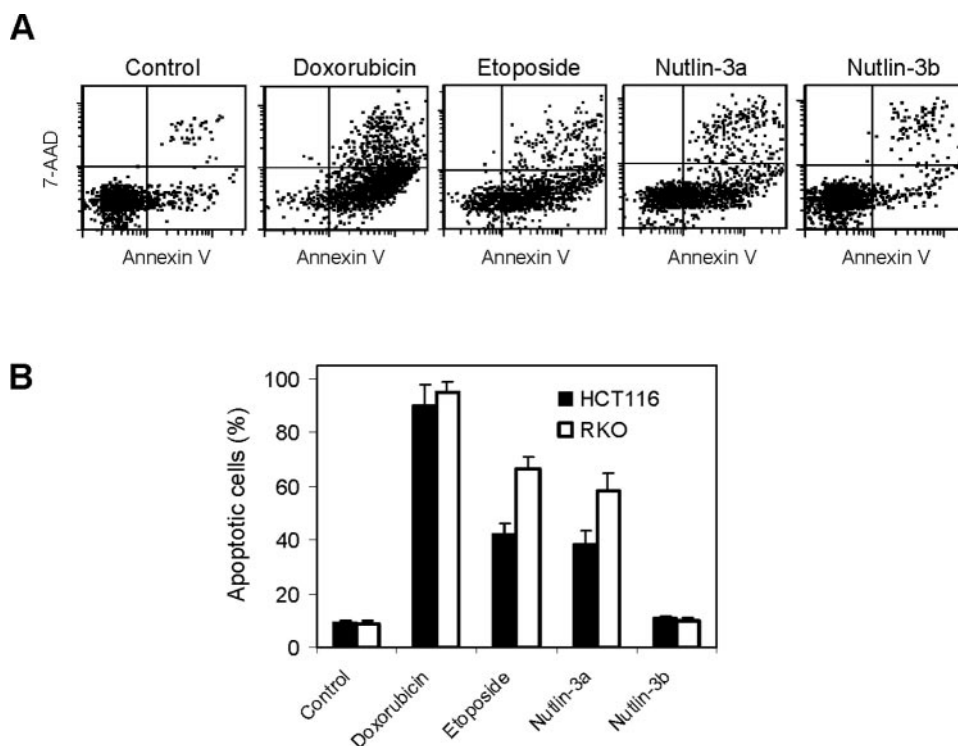 A
Control Doxorubicin Etoposide Nutlin-3a Nutlin-3b
7-AAD
Annexin V Annexin V Annexin V Annexin V Annexin V
B
Apoptotic cells (%)
100
80
60
40
20
0
HCT116
RKO
Control Doxorubicin Etoposide Nutlin-3a Nutlin-3b